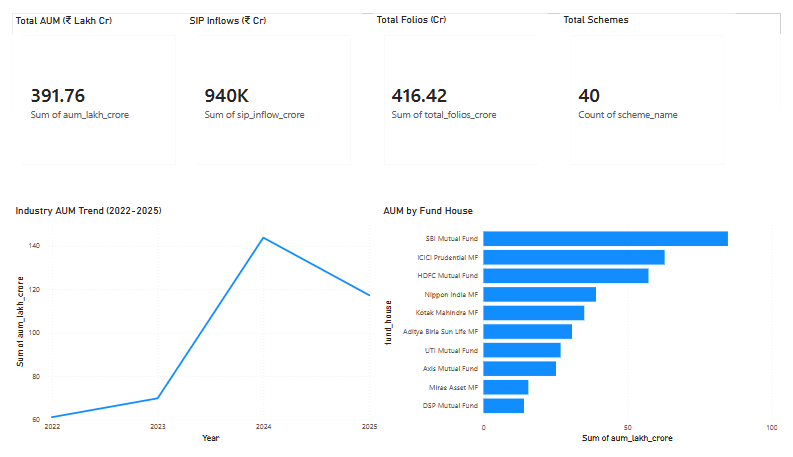 Total AUM (₹ Lakh Cr)
SIP Inflows (₹ Cr)
Total Folios (Cr)
Total Schemes
391.76
Sum of aum_lakh_crore
940K
Sum of sip_inflow_crore
416.42
Sum of total_folios_crore
40
Count of scheme_name
Industry AUM Trend (2022-2025)
Sum of aum_lakh_crore
140
120
100
80
60
2022
2023
2024
2025
Year
AUM by Fund House
fund_house
SBI Mutual Fund
ICICI Prudential MF
HDFC Mutual Fund
Nippon India MF
Kotak Mahindra MF
Aditya Birla Sun Life MF
UTI Mutual Fund
Axis Mutual Fund
Mirae Asset MF
DSP Mutual Fund
0
50
100
Sum of aum_lakh_crore